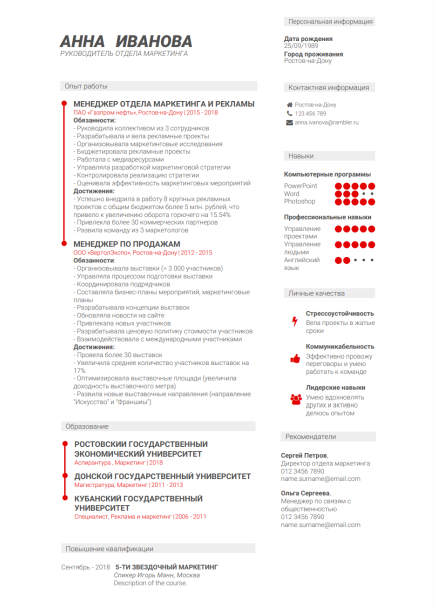 АННА ИВАНОВА
РУКОВОДИТЕЛЬ ОТДЕЛА МАРКЕТИНГА
Опыт работы
МЕНЕДЖЕР ОТДЕЛА МАРКЕТИНГА И РЕКЛАМЫ
ПАО «Газпром нефть», Ростов-на-Дону | 2015 - 2018
Обязанности:
- Руководила коллективом из 3 сотрудников
- Разрабатывала и вела рекламные проекты
- Организовывала маркетинговые исследования
- Бюджетировала рекламные проекты
- Работала с медиаресурсами
- Управляла разработкой маркетинговой стратегии
- Контролировала реализацию стратегии
- Оценивала эффективность маркетинговых мероприятий
Достижения:
- Успешно внедрила в работу 8 крупных рекламных
проектов с общим бюджетом более 5 млн. рублей, что
привело к увеличению оборота горючего на 15.54%
- Привлекла более 30 коммерческих партнеров
- Развила команду из 3 маркетологов
МЕНЕДЖЕР ПО ПРОДАЖАМ
ООО «ВертолЭкспо», Ростов-на-Дону | 2012 - 2015
Обязанности:
- Организовывала выставки (> 3 000 участников)
- Управляла процессом подготовки выставки
- Координировала подрядчиков
- Составляла бизнес-планы мероприятий, маркетинговые
планы
- Разрабатывала концепции выставок
- Обновляла новости на сайте
- Привлекала новых участников
- Разрабатывала ценовую политику стоимости участников
- Взаимодействовала с международными участниками
Достижения:
- Провела более 30 выставок
- Увеличила среднее количество участников выставок на
17%
- Оптимизировала выставочные площади (увеличила
доходность выставочного метра)
- Развила новые выставочные направления (направление
"Искусство" и "Франшиы")
Образование
РОСТОВСКИЙ ГОСУДАРСТВЕННЫЙ
ЭКОНОМИЧЕСКИЙ УНИВЕРСИТЕТ
Аспирантура, Маркетинг | 2018
ДОНСКОЙ ГОСУДАРСТВЕННЫЙ УНИВЕРСИТЕТ
Магистратура, Маркетинг | 2011 - 2013
КУБАНСКИЙ ГОСУДАРСТВЕННЫЙ
УНИВЕРСИТЕТ
Специалист, Реклама и маркетинг | 2006 - 2011
Повышение квалификации
Сентябрь - 2018 5-ТИ ЗВЕЗДОЧНЫЙ МАРКЕТИНГ
Спикер Игорь Манн, Москва
Description of the course.
Персональная информация
Дата рождения
25/09/1989
Город проживания
Ростов-на-Дону
Контактная информация
Ростов-на-Дону
123 456 789
anna.ivanova@rambler.ru
Навыки
Компьютерные программы
PowerPoint
Word
Photoshop
Профессиональные навыки
Управление
проектами
Управление
людьми
Английский
язык
Личные качества
Стрессоустойчивость
Вела проекты в жатые
сроки
Коммуникабельность
Эффективно провожу
переговоры и умею
работать к команде
Лидерские навыки
Умею вдохновлять
других и активно
делюсь опытом
Рекомендатели
Сергей Петров,
Директор отдела маркетинга
012 3456 7890
name.surname@email.com
Ольга Сергеева,
Менеджер по связям с
общественностью
012 3456 7890
name.surname@email.com